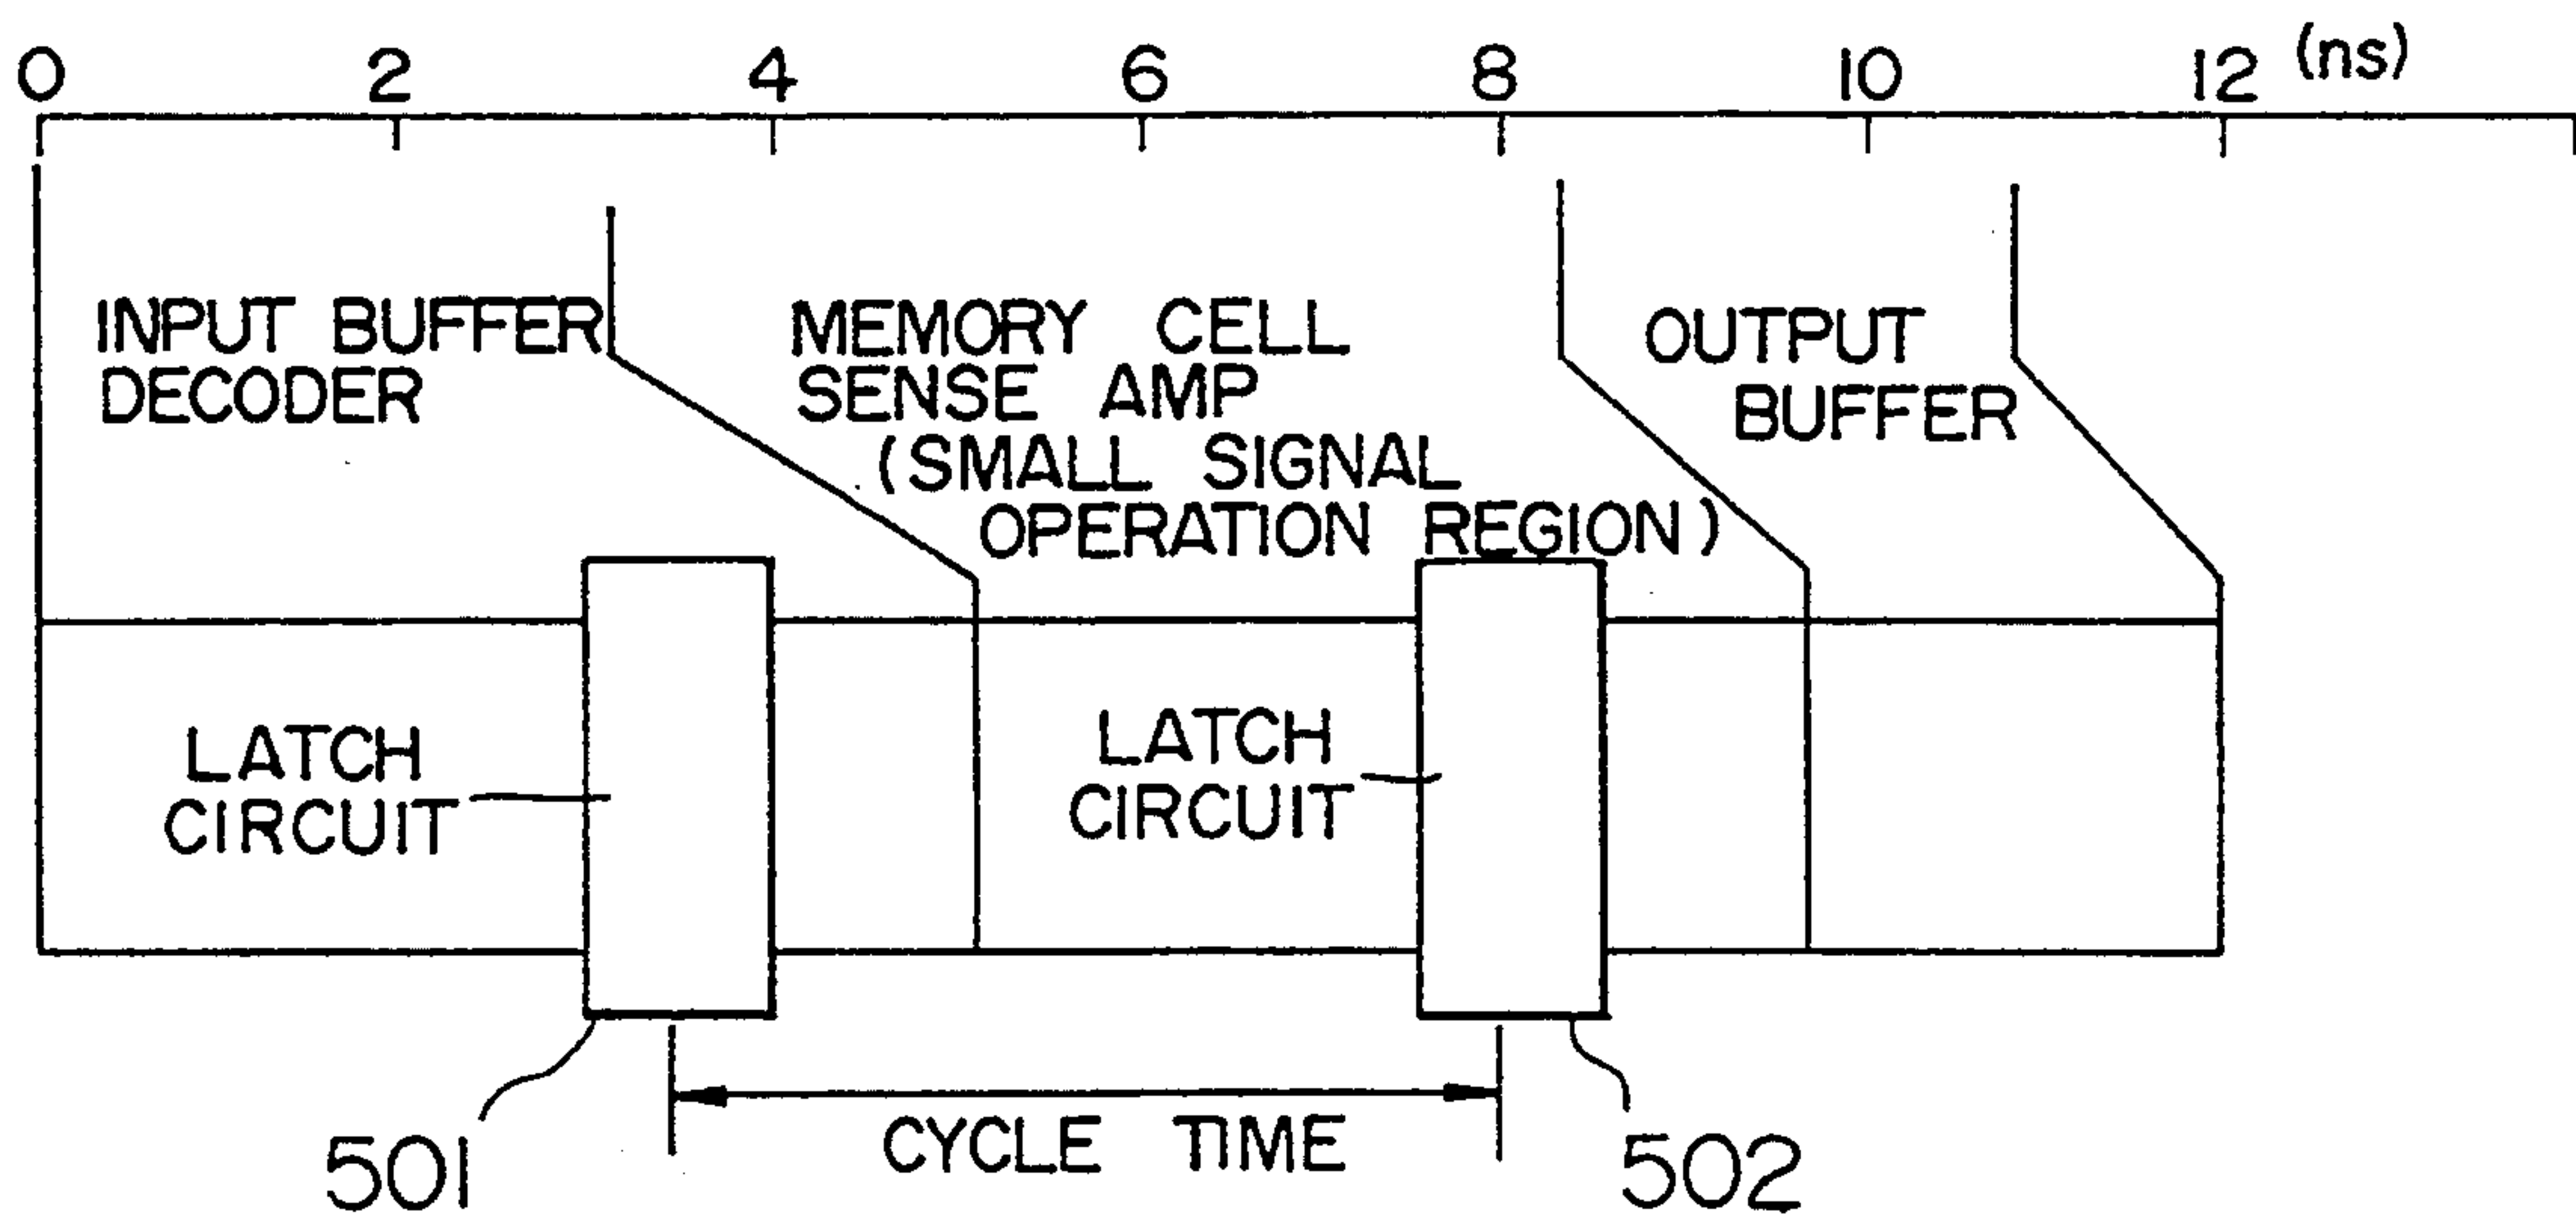 0 2 4 6 8 10 12 (ns)
INPUT BUFFER
DECODER
MEMORY CELL
SENSE AMP
(SMALL SIGNAL
OPERATION REGION)
OUTPUT
BUFFER
LATCH
CIRCUIT
LATCH
CIRCUIT
CYCLE TIME
501
502